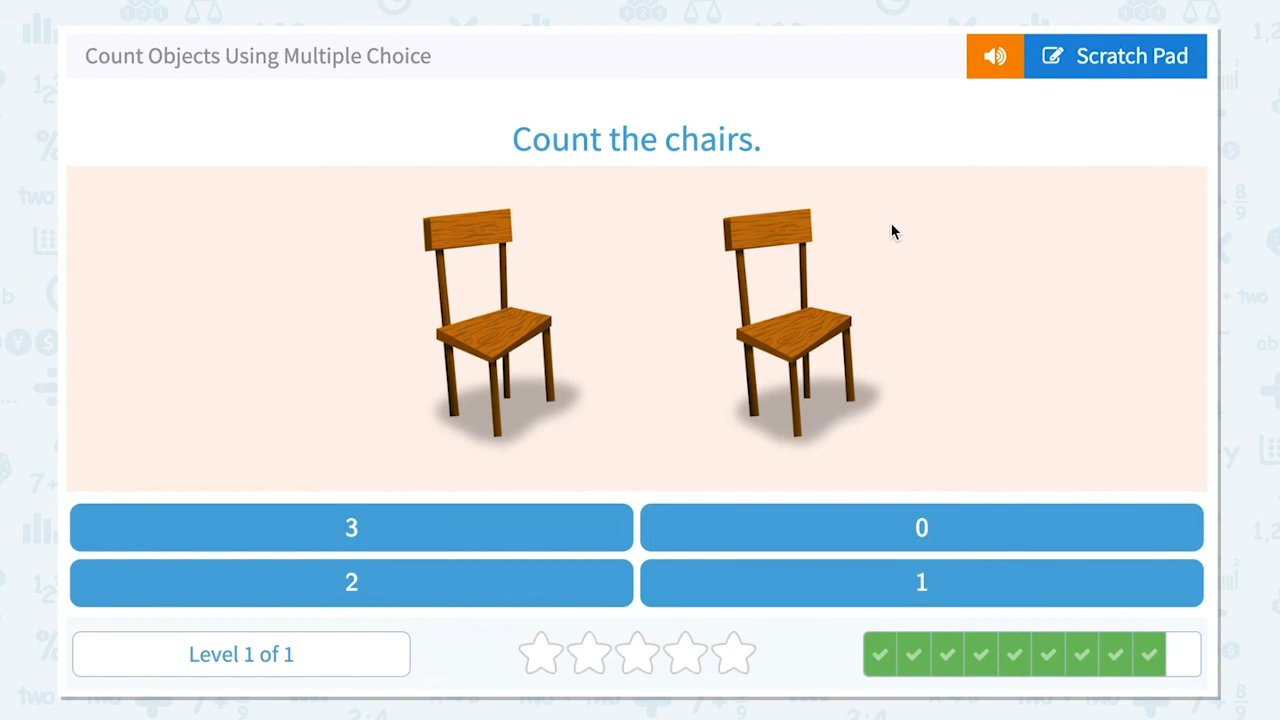 Count Objects Using Multiple Choice
Scratch Pad
Count the chairs.
3
0
2
1
Level 1 of 1